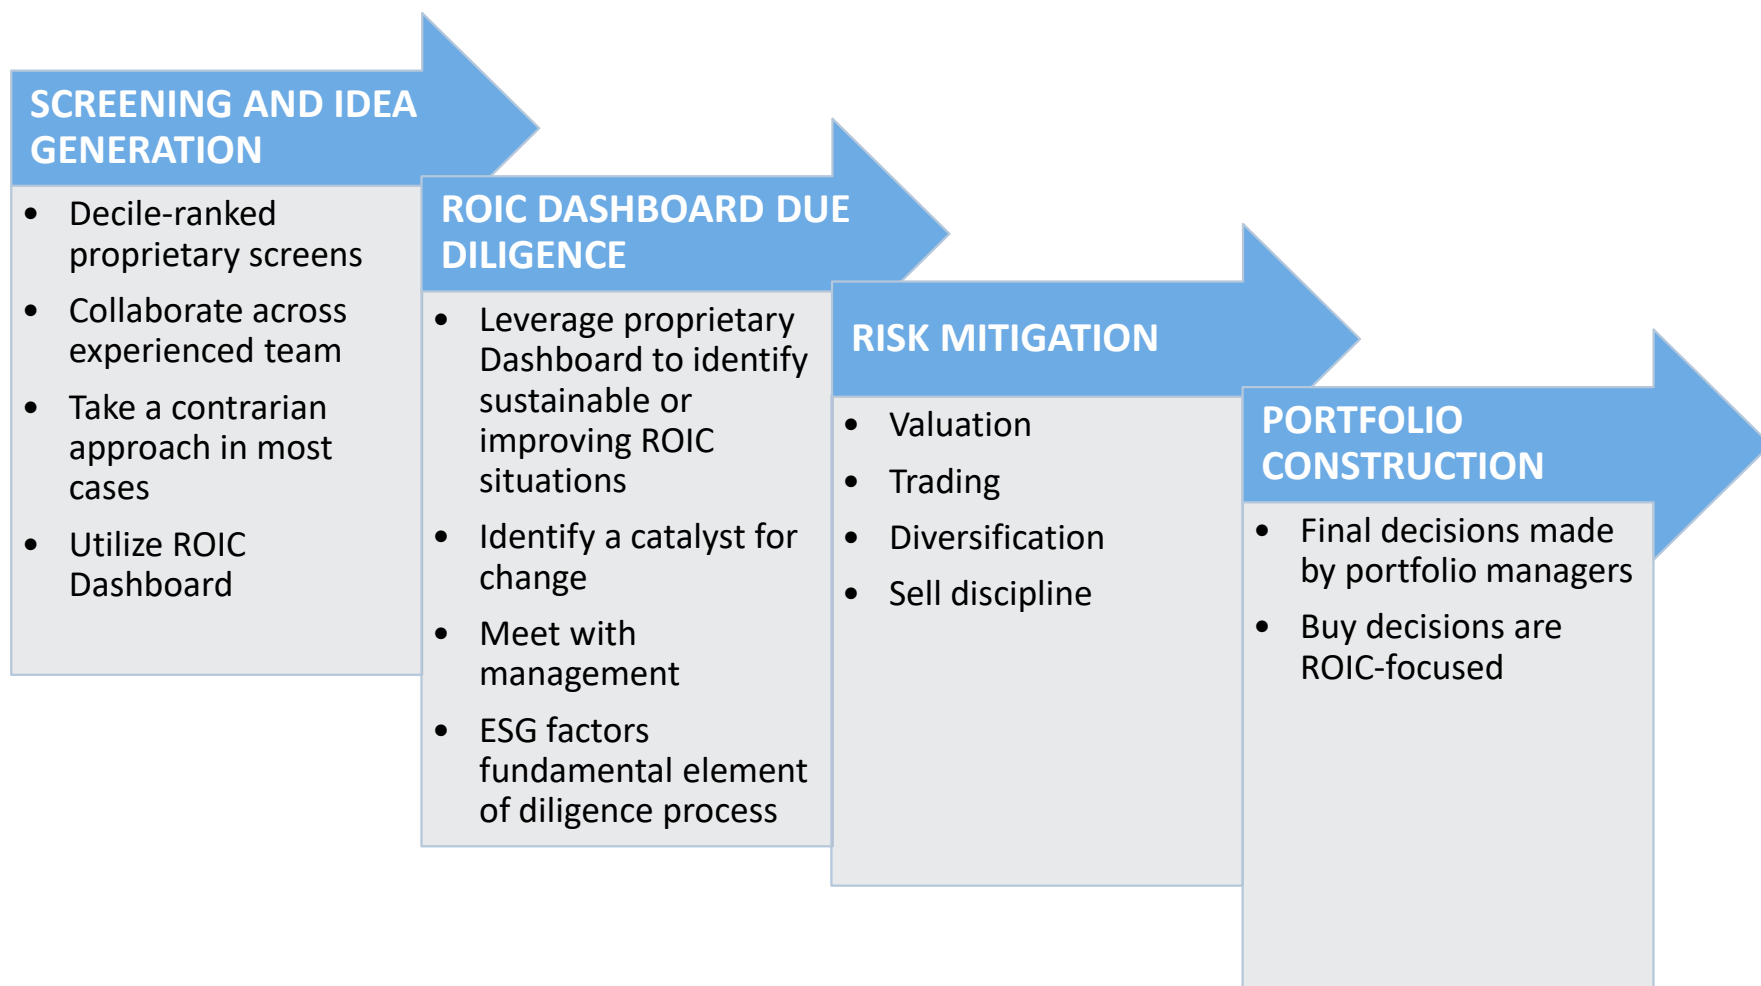 SCREENING AND IDEA
GENERATION
• Decile-ranked
proprietary screens
• Collaborate across
experienced team
• Take a contrarian
approach in most
cases
• Utilize ROIC
Dashboard
ROIC DASHBOARD DUE
DILIGENCE
• Leverage proprietary
Dashboard to identify
sustainable or
improving ROIC
situations
• Identify a catalyst for
change
• Meet with
management
• ESG factors
fundamental element
of diligence process
RISK MITIGATION
• Valuation
• Trading
• Diversification
• Sell discipline
PORTFOLIO
CONSTRUCTION
• Final decisions made
by portfolio managers
• Buy decisions are
ROIC-focused